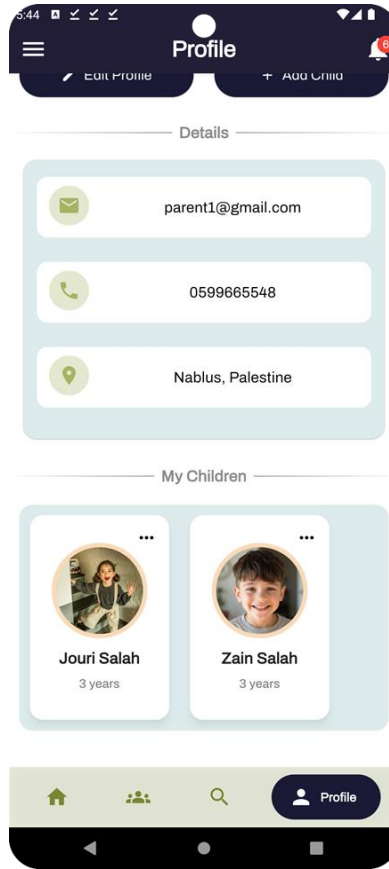 5:44
Profile
6
Edit Profile
+ Add Child
Details
parent1@gmail.com
0599665548
Nablus, Palestine
My Children
Jouri Salah
3 years
Zain Salah
3 years
Profile